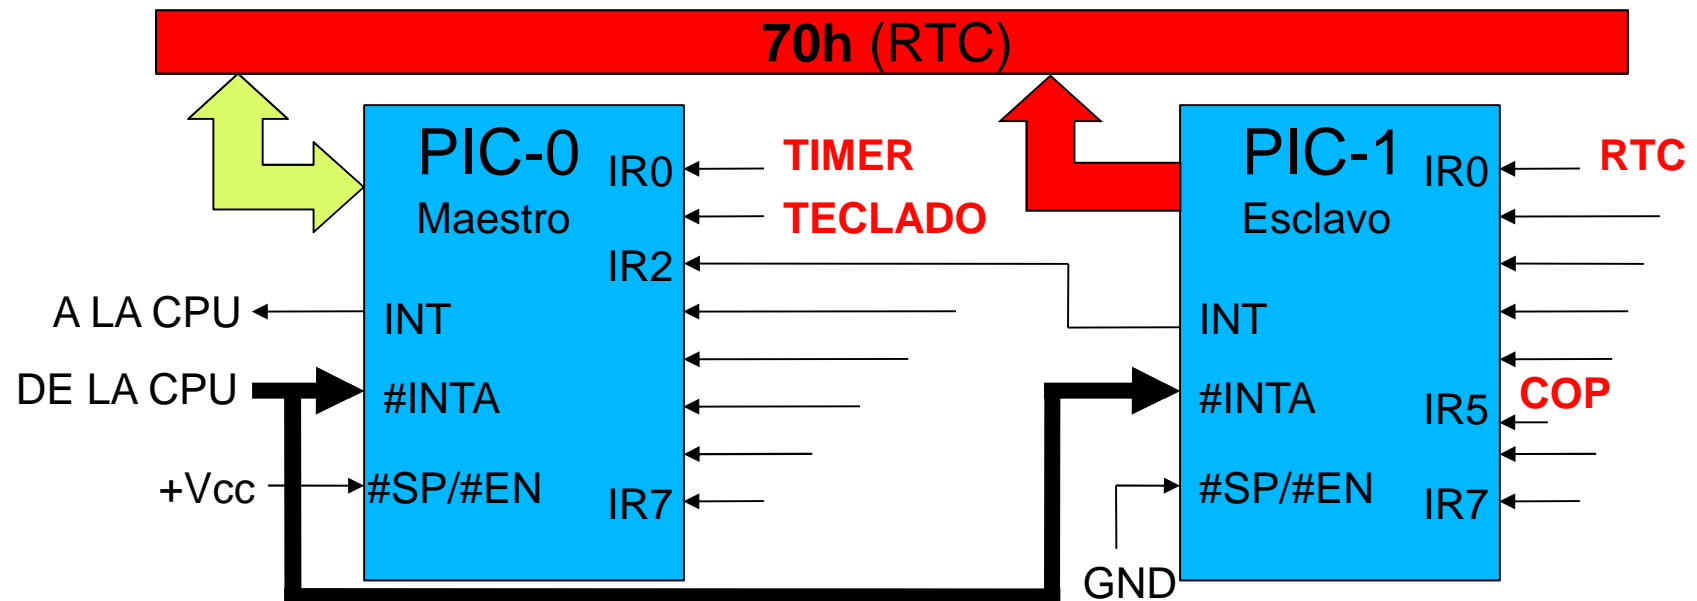 70h (RTC)
PIC-0
Maestro
IR0
TIMER
TECLADO
IR2
A LA CPU
INT
DE LA CPU
#INTA
+Vcc
#SP/#EN
IR7
PIC-1
Esclavo
IR0
RTC
INT
#INTA
COP
IR5
#SP/#EN
IR7
GND